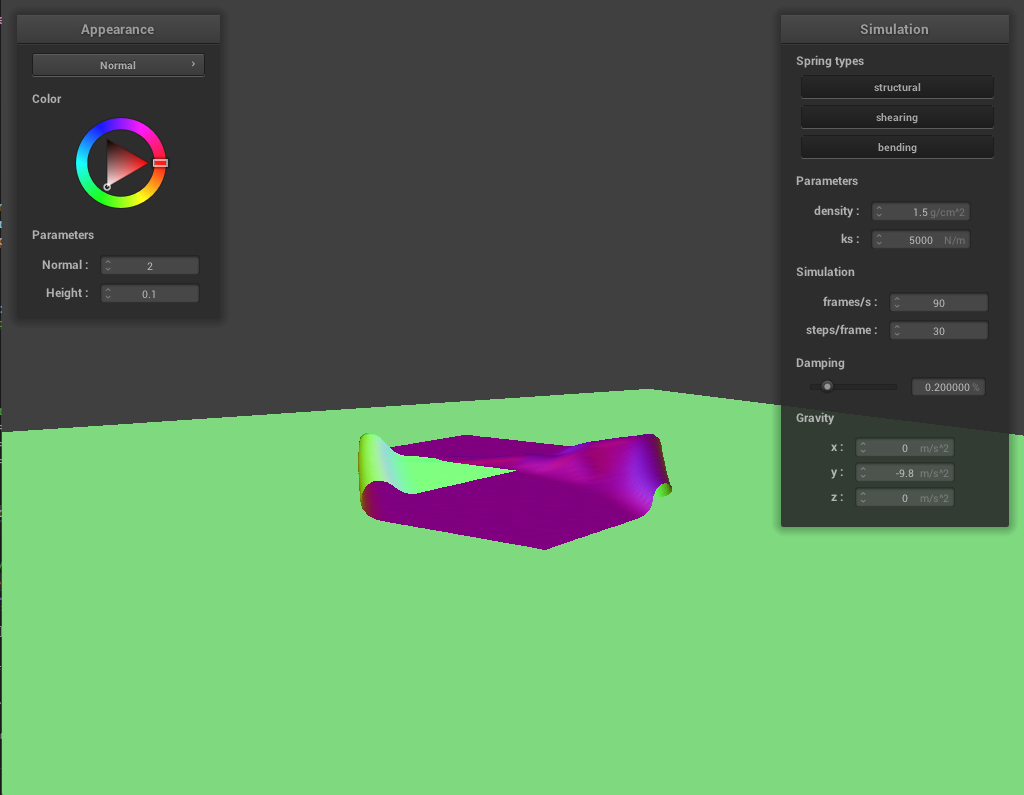 Appearance
Normal
Color
Parameters
Normal : 2
Height : 0.1
Simulation
Spring types
structural
shearing
bending
Parameters
density : 1.5 g/cm^2
ks : 5000 N/m
Simulation
frames/s : 90
steps/frame : 30
Damping
0.200000 %
Gravity
x : 0 m/s^2
y : -9.8 m/s^2
z : 0 m/s^2